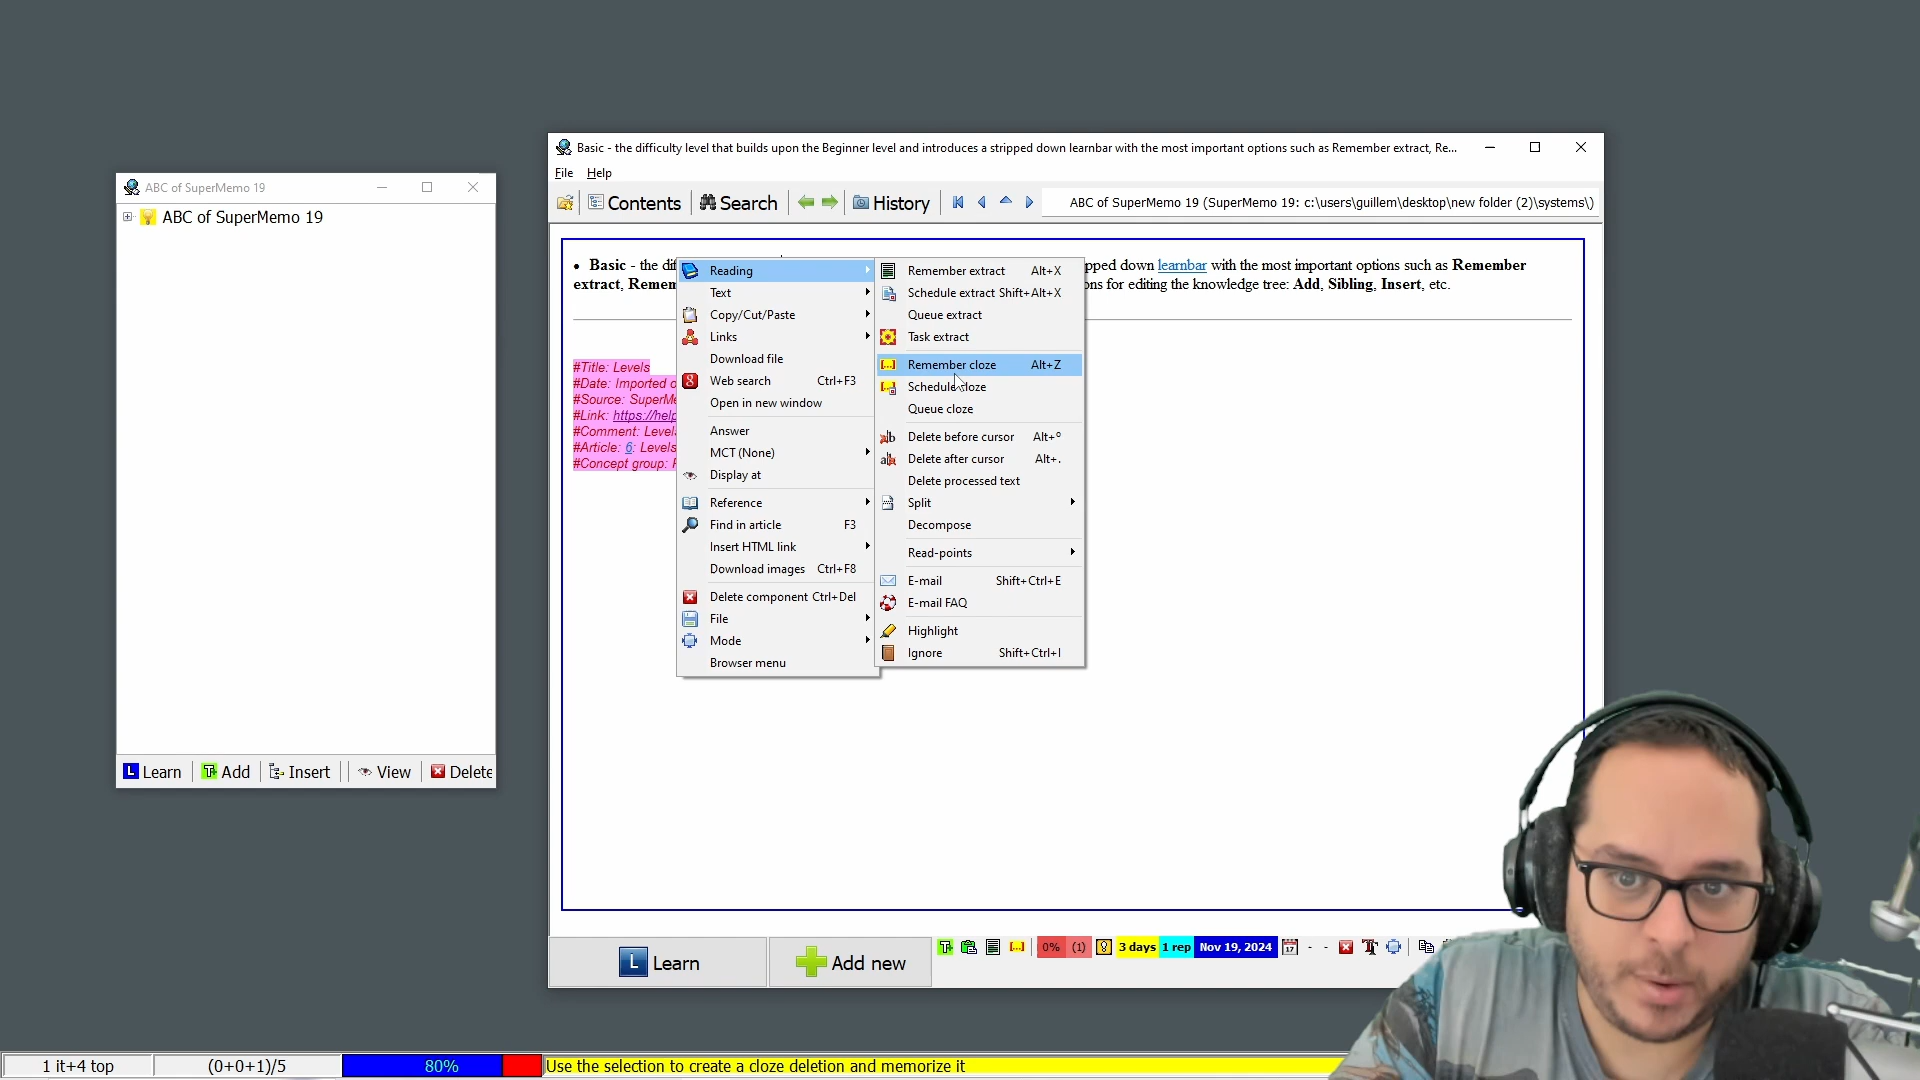 ABC of SuperMemo 19
ABC of SuperMemo 19
Learn Add Insert View Delete
Basic - the difficulty level that builds upon the Beginner level and introduces a stripped down learnbar with the most important options such as Remember extract, Re...
File Help
Contents Search History ABC of SuperMemo 19 (SuperMemo 19: c:\users\guillem\desktop\new folder (2)\systems\)
• Basic - the dif pped down learnbar with the most important options such as Remember
extract, Remem ns for editing the knowledge tree: Add, Sibling, Insert, etc.
#Title: Levels
#Date: Imported
#Source: SuperMe
#Link: https://help
#Comment: Level
#Article: 6: Levels
#Concept group:
Reading
Text
Copy/Cut/Paste
Links
Download file
Web search Ctrl+F3
Open in new window
Answer
MCT (None)
Display at
Reference
Find in article F3
Insert HTML link
Download images Ctrl+F8
Delete component Ctrl+Del
File
Mode
Browser menu
Remember extract Alt+X
Schedule extract Shift+Alt+X
Queue extract
Task extract
Remember cloze Alt+Z
Schedule cloze
Queue cloze
Delete before cursor Alt+º
Delete after cursor Alt+.
Delete processed text
Split
Decompose
Read-points
E-mail Shift+Ctrl+E
E-mail FAQ
Highlight
Ignore Shift+Ctrl+I
Learn Add new 0% (1) 3 days 1 rep Nov 19, 2024 - -
1 it+4 top (0+0+1)/5 80% Use the selection to create a cloze deletion and memorize it